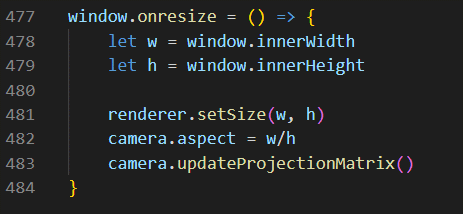 477 window.onresize = () => {
478     let w = window.innerWidth
479     let h = window.innerHeight
480
481     renderer.setSize(w, h)
482     camera.aspect = w/h
483     camera.updateProjectionMatrix()
484 }